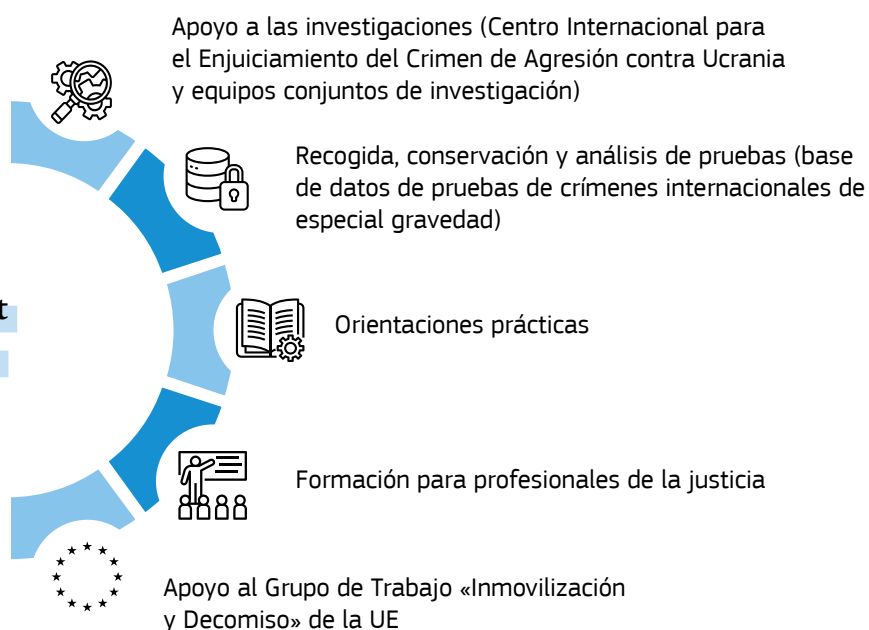 Apoyo a las investigaciones (Centro Internacional para
el Enjuiciamiento del Crimen de Agresión contra Ucrania
y equipos conjuntos de investigación)
Recogida, conservación y análisis de pruebas (base
de datos de pruebas de crímenes internacionales de
especial gravedad)
Orientaciones prácticas
Formación para profesionales de la justicia
Apoyo al Grupo de Trabajo «Inmovilización
y Decomiso» de la UE